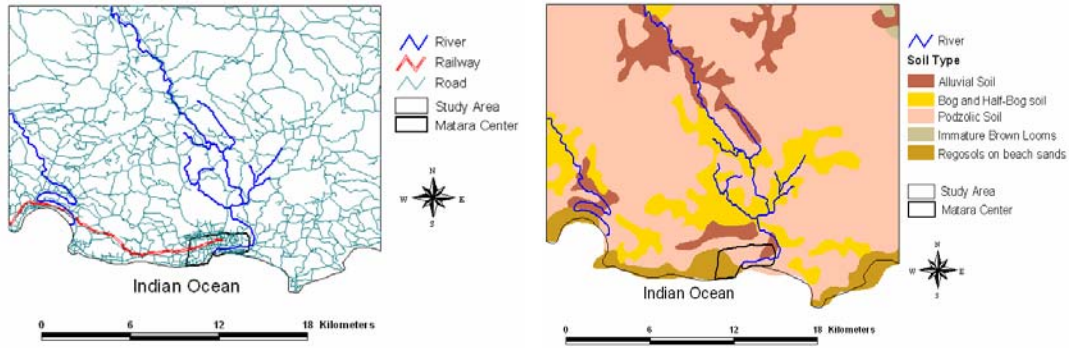 River
Railway
Road
Study Area
Matara Center
N
W E
S
Indian Ocean
0 6 12 18 Kilometers
River
Soil Type
Alluvial Soil
Bog and Half-Bog soil
Podzolic Soil
Immature Brown Looms
Regosols on beach sands
Study Area
Matara Center
N
W E
S
Indian Ocean
0 6 12 18 Kilometers